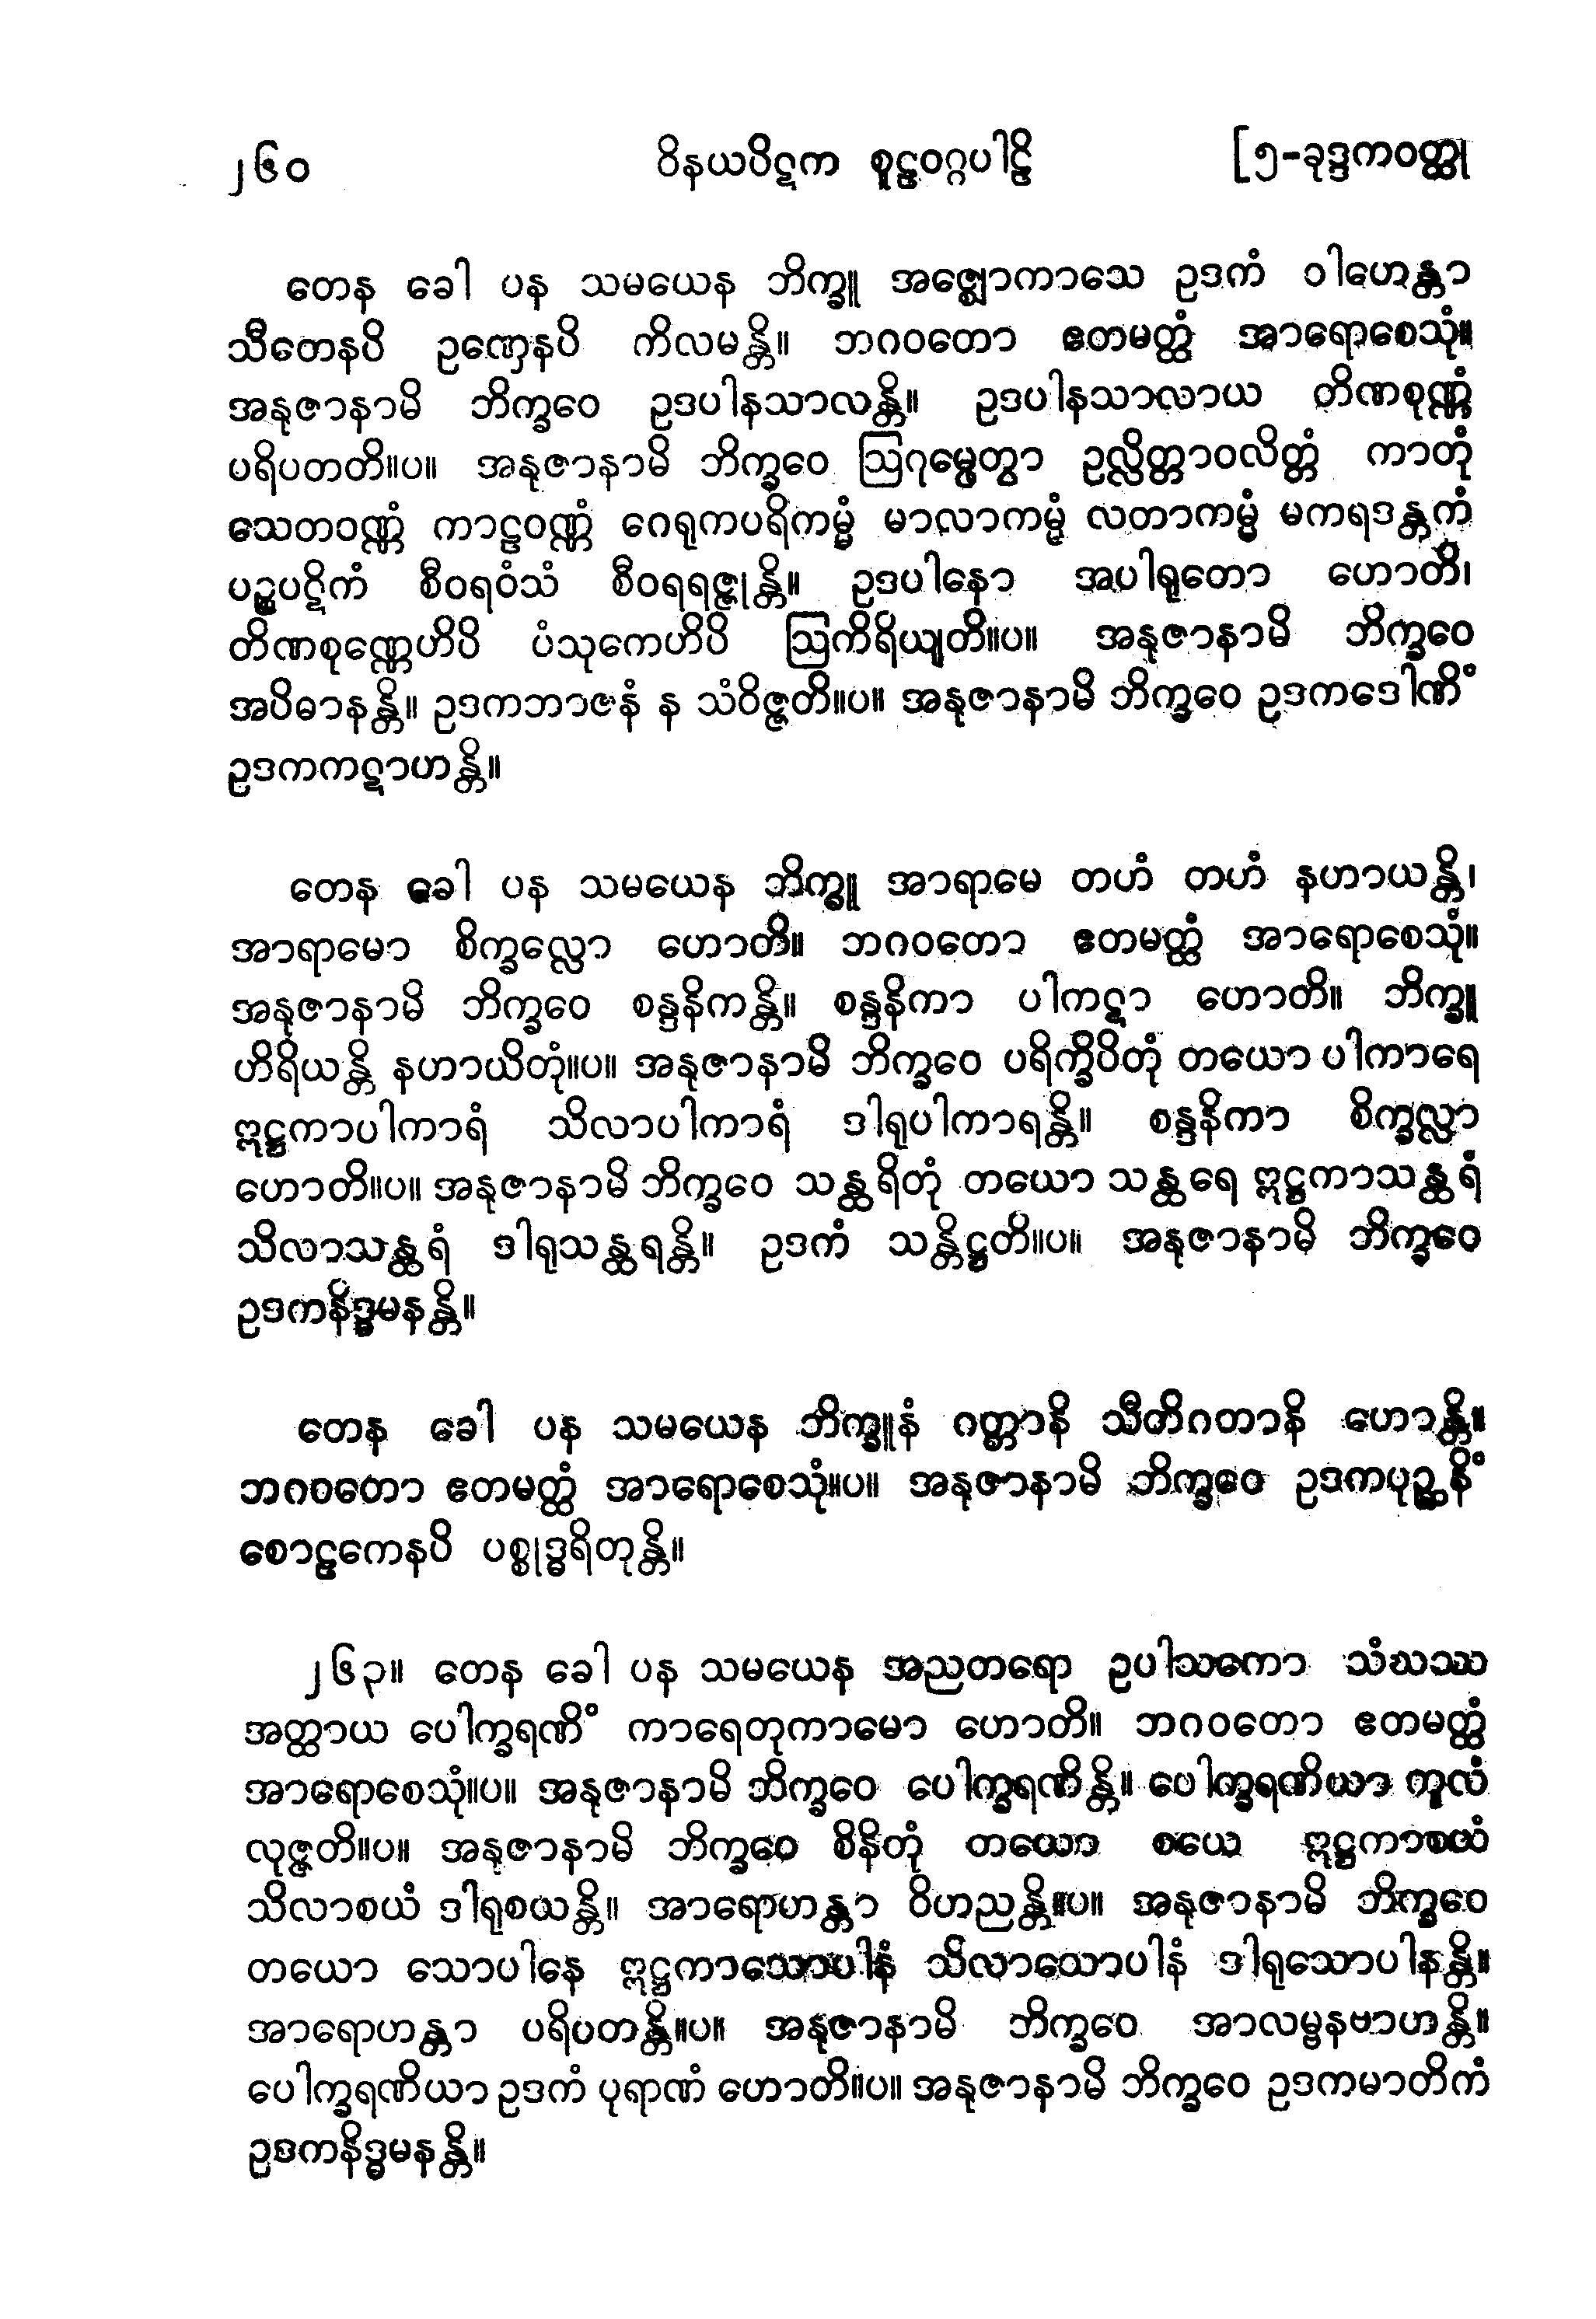 ၂၆၀ ဝိနယပိဋက စူဠဝဂ္ဂပါဠိ [၅-ခုဒ္ဒကဝတ္ထု
တေန ခေါ ပန သမယေန ဘိက္ခူ အဇ္ဈောကာသေ ဥဒကံ ဝါဟေန္တာ
သီတေနပိ ဥဏှေနပိ ကိလမန္တိ။ ဘဂဝတော ဧတမတ္ထံ အာရောစေသုံ။
အနုဇာနာမိ ဘိက္ခဝေ ဥဒပါနသာလန္တိ။ ဥဒပါနသာလာယ တိဏစုဏ္ဏံ
ပရိပတတိ။ပ။ အနုဇာနာမိ ဘိက္ခဝေ ဩဂုမ္ဗေတွာ ဥလ္လိတ္တာဝလိတ္တံ ကာတုံ
သေတဝဏ္ဏံ ကာဠဝဏ္ဏံ ဂေရုကပရိကမ္မံ မာလာကမ္မံ လတာကမ္မံ မကရဒန္တကံ
ပဉ္စပဋိကံ စီဝရဝံသံ စီဝရရဇ္ဇုန္တိ။ ဥဒပါနော အပါရုတော ဟောတိ၊
တိဏစုဏ္ဏေဟိပိ ပံသုကေဟိပိ ဩကိရိယျတိ။ပ။ အနုဇာနာမိ ဘိက္ခဝေ
အပိဓာနန္တိ။ ဥဒကဘာဇနံ န သံဝိဇ္ဇတိ။ပ။ အနုဇာနာမိ ဘိက္ခဝေ ဥဒကဒေါဏိံ
ဥဒကကဋာဟန္တိ။
တေန ခေါ ပန သမယေန ဘိက္ခူ အာရာမေ တဟံ တဟံ နဟာယန္တိ၊
အာရာမော စိက္ခလ္လော ဟောတိ။ ဘဂဝတော ဧတမတ္ထံ အာရောစေသုံ။
အနုဇာနာမိ ဘိက္ခဝေ စန္ဒနိကန္တိ။ စန္ဒနိကာ ပါကဋာ ဟောတိ။ ဘိက္ခူ
ဟိရိယန္တိ နဟာယိတုံ။ပ။ အနုဇာနာမိ ဘိက္ခဝေ ပရိက္ခိပိတုံ တယော ပါကာရေ
ဣဋ္ဌကာပါကာရံ သိလာပါကာရံ ဒါရုပါကာရန္တိ။ စန္ဒနိကာ စိက္ခလ္လာ
ဟောတိ။ပ။ အနုဇာနာမိ ဘိက္ခဝေ သန္ထရိတုံ တယော သန္ထရေ ဣဋ္ဌကာသန္ထရံ
သိလာသန္ထရံ ဒါရုသန္ထရန္တိ။ ဥဒကံ သန္တိဋ္ဌတိ။ပ။ အနုဇာနာမိ ဘိက္ခဝေ
ဥဒကနိဒ္ဓမနန္တိ။
တေန ခေါ ပန သမယေန ဘိက္ခူနံ ဂတ္တာနိ သီတိဂတာနိ ဟောန္တိ။
ဘဂဝတော ဧတမတ္ထံ အာရောစေသုံ။ပ။ အနုဇာနာမိ ဘိက္ခဝေ ဥဒကပုဉ္ဆနိံ
စောဠကေနပိ ပစ္စုဒ္ဓရိတုန္တိ။
၂၆၃။ တေန ခေါ ပန သမယေန အညတရော ဥပါသကော သံဃဿ
အတ္ထာယ ပေါက္ခရဏိံ ကာရေတုကာမော ဟောတိ။ ဘဂဝတော ဧတမတ္ထံ
အာရောစေသုံ။ပ။ အနုဇာနာမိ ဘိက္ခဝေ ပေါက္ခရဏိန္တိ။ ပေါက္ခရဏိယာ ကူလံ
လုဇ္ဇတိ။ပ။ အနုဇာနာမိ ဘိက္ခဝေ စိနိတုံ တယော စယေ ဣဋ္ဌကာစယံ
သိလာစယံ ဒါရုစယန္တိ။ အာရောဟန္တာ ဝိဟညန္တိ။ပ။ အနုဇာနာမိ ဘိက္ခဝေ
တယော သောပါနေ ဣဋ္ဌကာသောပါနံ သိလာသောပါနံ ဒါရုသောပါနန္တိ။
အာရောဟန္တာ ပရိပတန္တိ။ပ။ အနုဇာနာမိ ဘိက္ခဝေ အာလမ္ဗနဗာဟန္တိ။
ပေါက္ခရဏိယာ ဥဒကံ ပုရာဏံ ဟောတိ။ပ။ အနုဇာနာမိ ဘိက္ခဝေ ဥဒကမာတိကံ
ဥဒကနိဒ္ဓမနန္တိ။